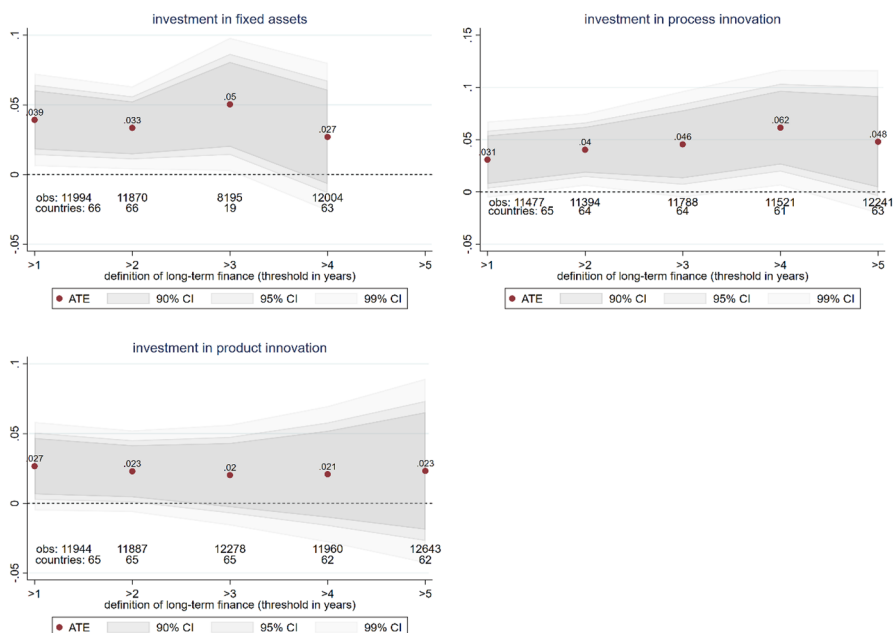 investment in fixed assets
.1
.05
0
-.05
.039
.033
.05
.027
obs: 11994 11870 8195 12004
countries: 66 66 19 63
>1 >2 >3 >4 >5
definition of long-term finance (threshold in years)
ATE 90% CI 95% CI 99% CI
investment in process innovation
.15
.1
.05
0
-.05
.031
.04
.046
.062
.048
obs: 11477 11394 11788 11521 12241
countries: 65 64 64 61 63
>1 >2 >3 >4 >5
definition of long-term finance (threshold in years)
ATE 90% CI 95% CI 99% CI
investment in product innovation
.1
.05
0
-.05
.027
.023
.02
.021
.023
obs: 11944 11887 12278 11960 12643
countries: 65 65 65 62 62
>1 >2 >3 >4 >5
definition of long-term finance (threshold in years)
ATE 90% CI 95% CI 99% CI